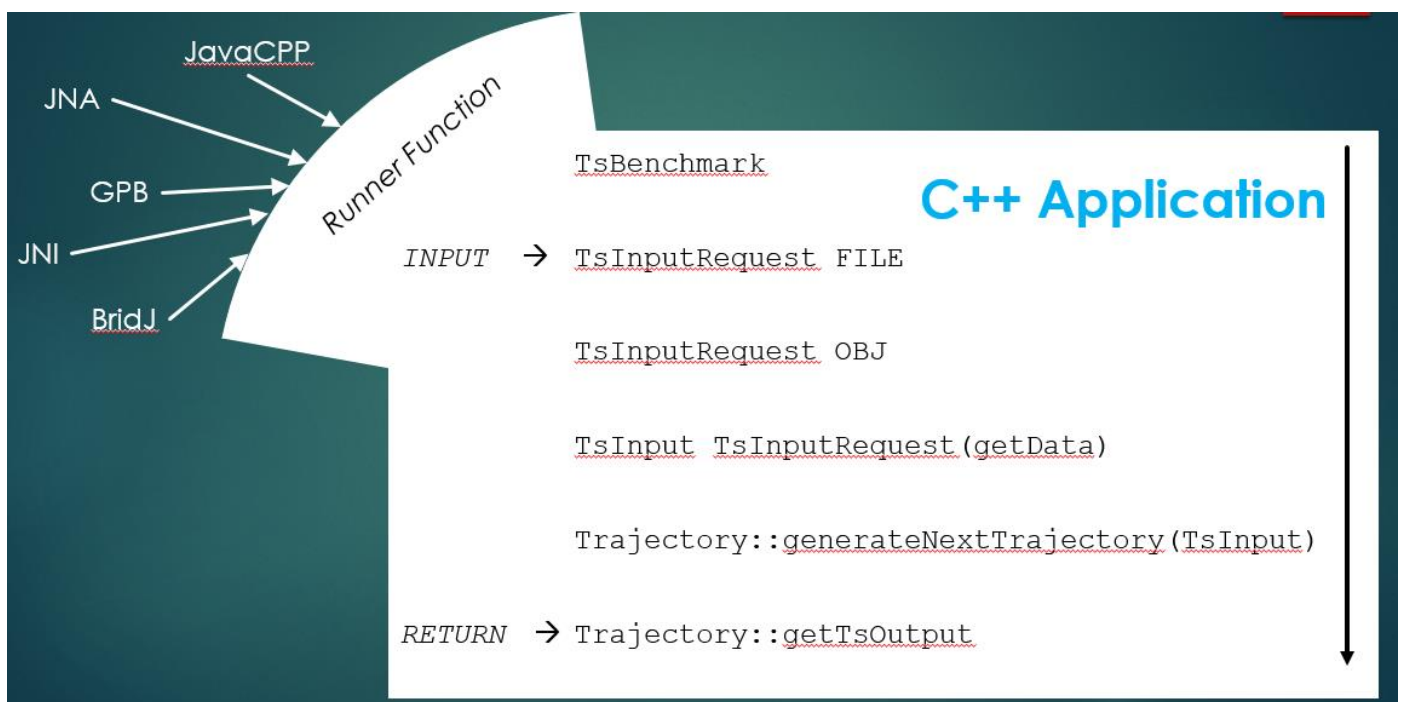 JavaCPP
JNA
GPB
JNI
BridJ
Runner Function
TsBenchmark
C++ Application
INPUT → TsInputRequest FILE
TsInputRequest OBJ
TsInput TsInputRequest(getData)
Trajectory::generateNextTrajectory(TsInput)
RETURN → Trajectory::getTsOutput